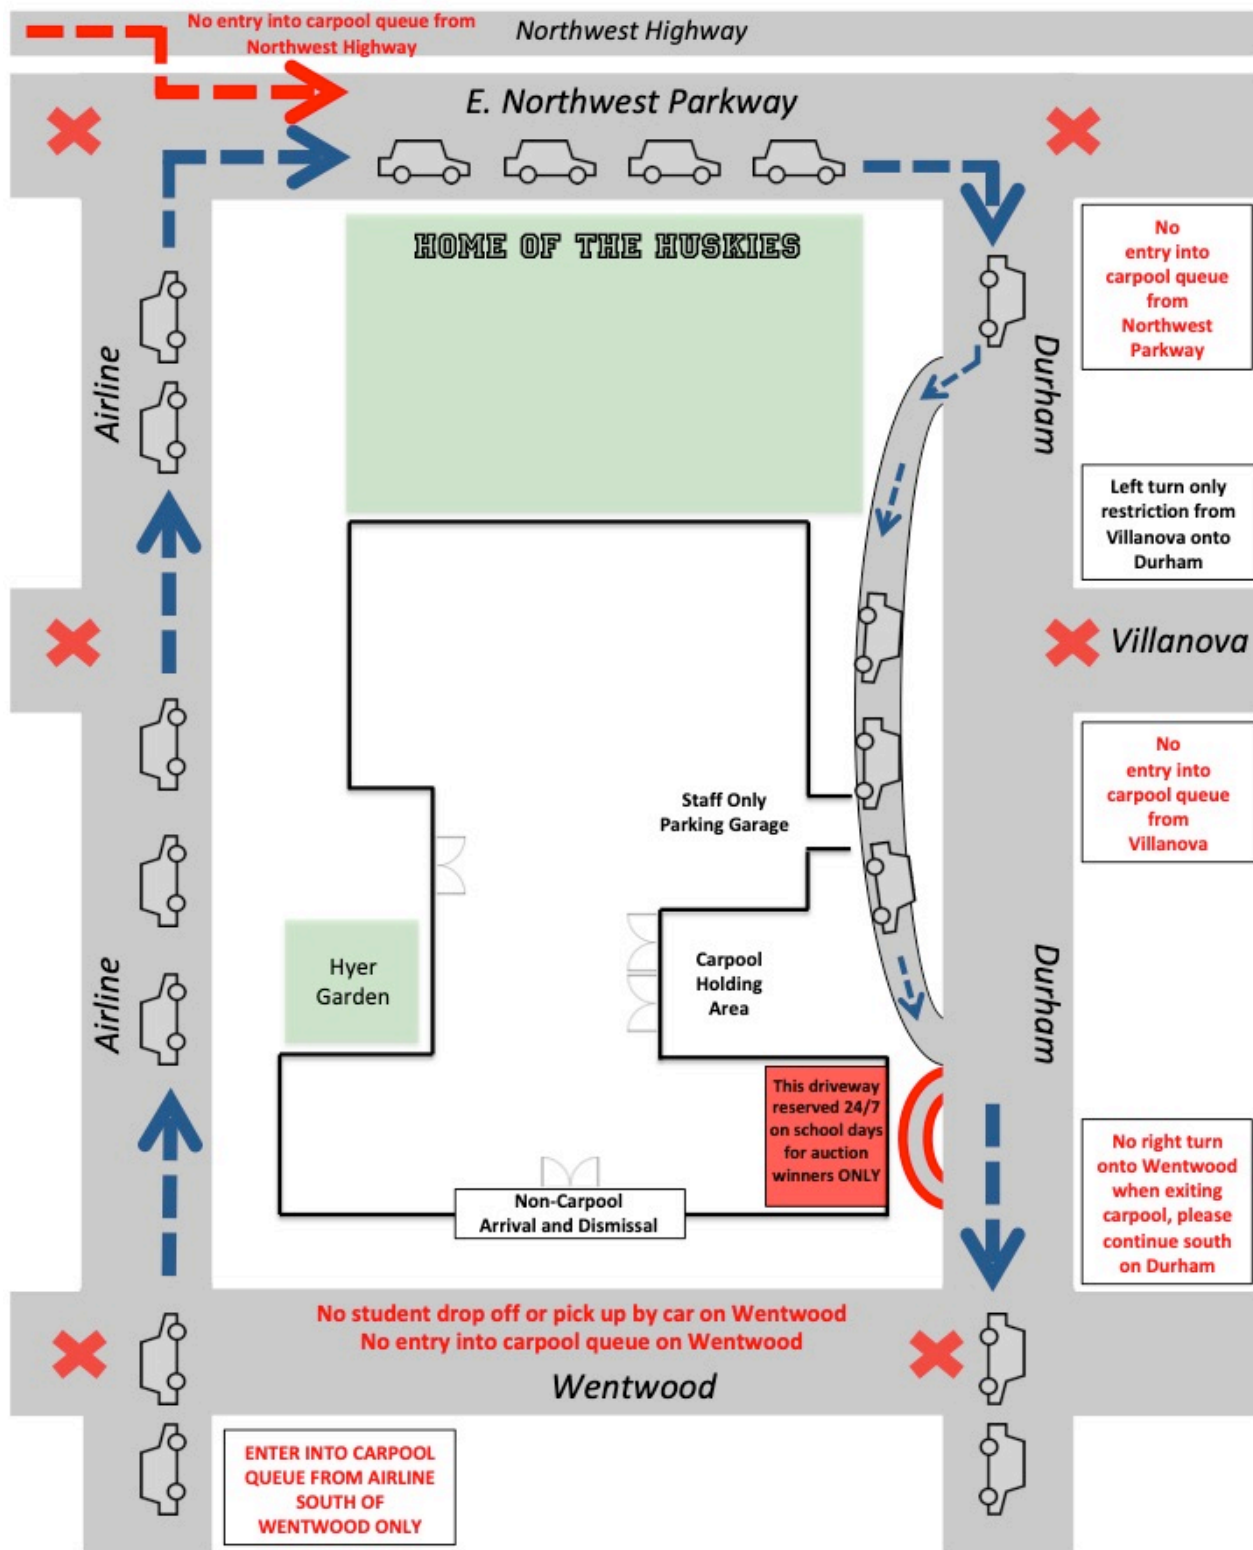 No entry into carpool queue from
Northwest Highway
Northwest Highway
E. Northwest Parkway
HOME OF THE HUSKIES
No
entry into
carpool queue
from
Northwest
Parkway
Airline
Durham
Left turn only
restriction from
Villanova onto
Durham
Villanova
No
entry into
carpool queue
from
Villanova
Staff Only
Parking Garage
Hyer
Garden
Carpool
Holding
Area
Airline
Durham
This driveway
reserved 24/7
on school days
for auction
winners ONLY
No right turn
onto Wentwood
when exiting
carpool, please
continue south
on Durham
Non-Carpool
Arrival and Dismissal
No student drop off or pick up by car on Wentwood
No entry into carpool queue on Wentwood
Wentwood
ENTER INTO CARPOOL
QUEUE FROM AIRLINE
SOUTH OF
WENTWOOD ONLY